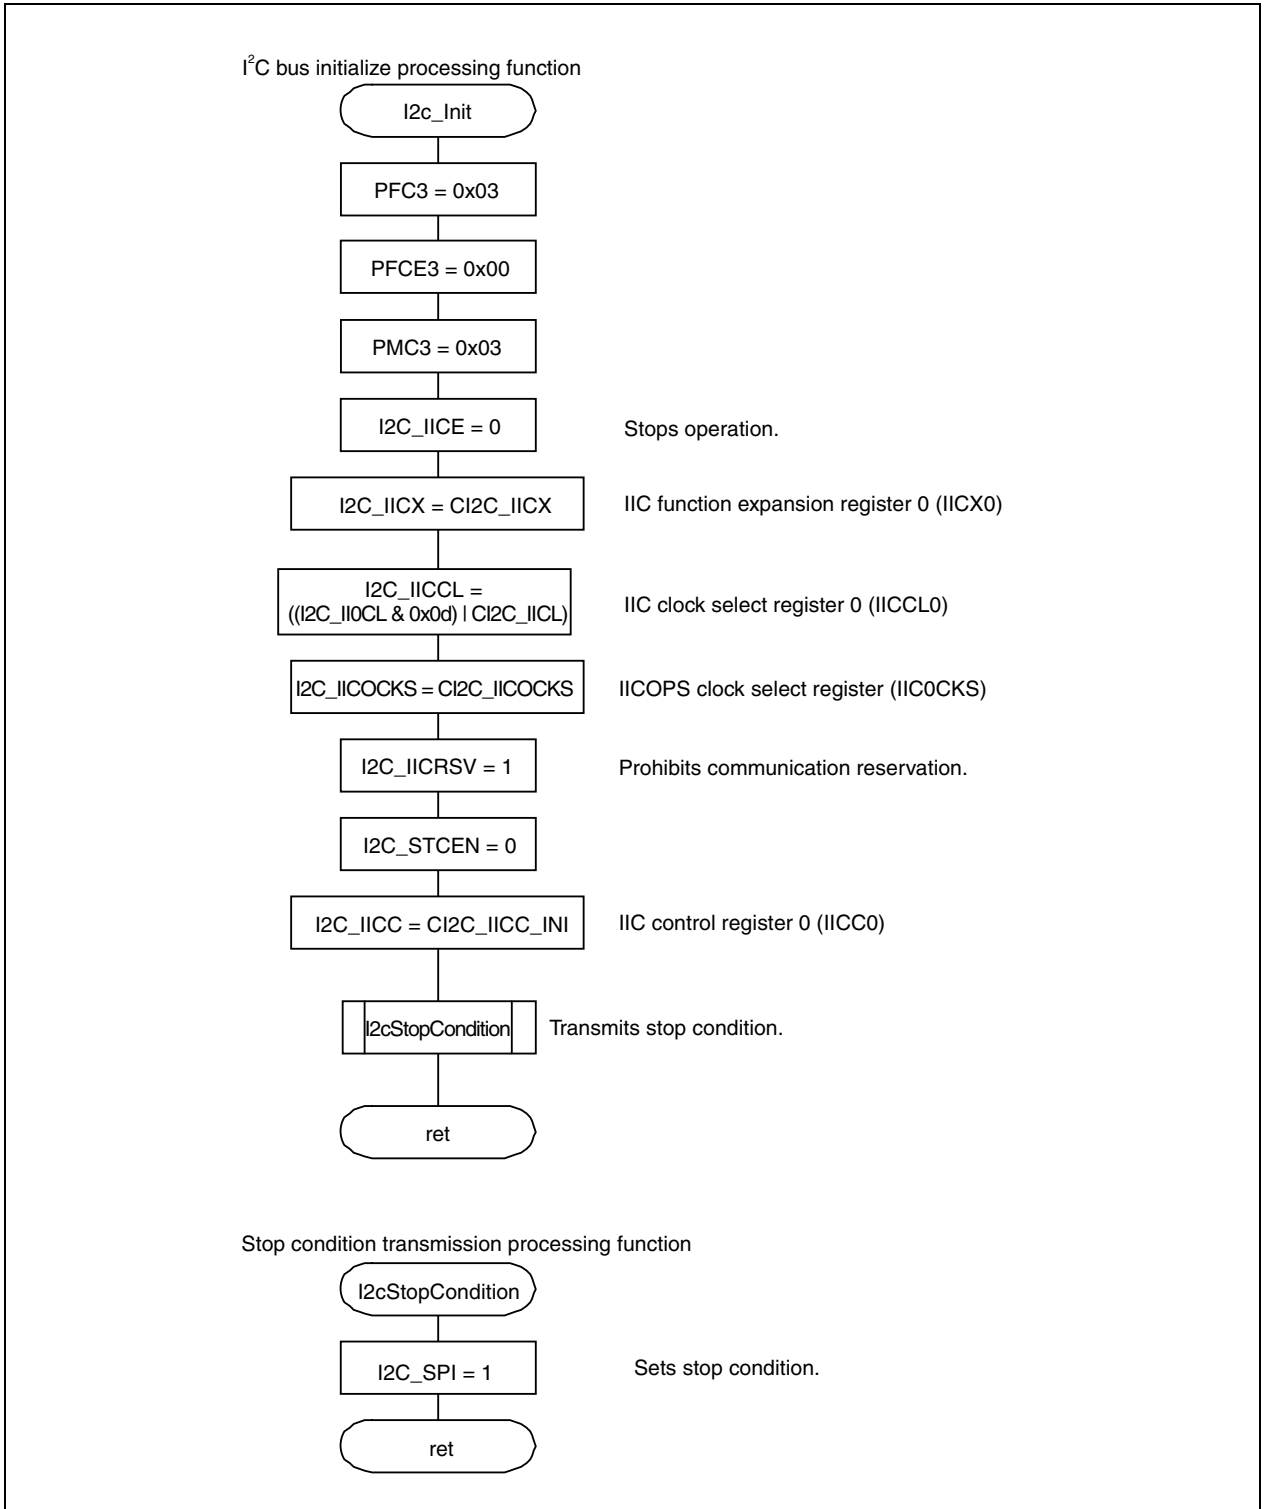 I²C bus initialize processing function
I2c_Init
PFC3 = 0x03
PFCE3 = 0x00
PMC3 = 0x03
I2C_IICE = 0
Stops operation.
I2C_IICX = CI2C_IICX
IIC function expansion register 0 (IICX0)
I2C_IICCL =
((I2C_II0CL & 0x0d) | CI2C_IICL)
IIC clock select register 0 (IICCL0)
I2C_IICOCKS = CI2C_IICOCKS
IICOPS clock select register (IIC0CKS)
I2C_IICRSV = 1
Prohibits communication reservation.
I2C_STCEN = 0
I2C_IICC = CI2C_IICC_INI
IIC control register 0 (IICC0)
I2cStopCondition
Transmits stop condition.
ret
Stop condition transmission processing function
I2cStopCondition
I2C_SPI = 1
Sets stop condition.
ret